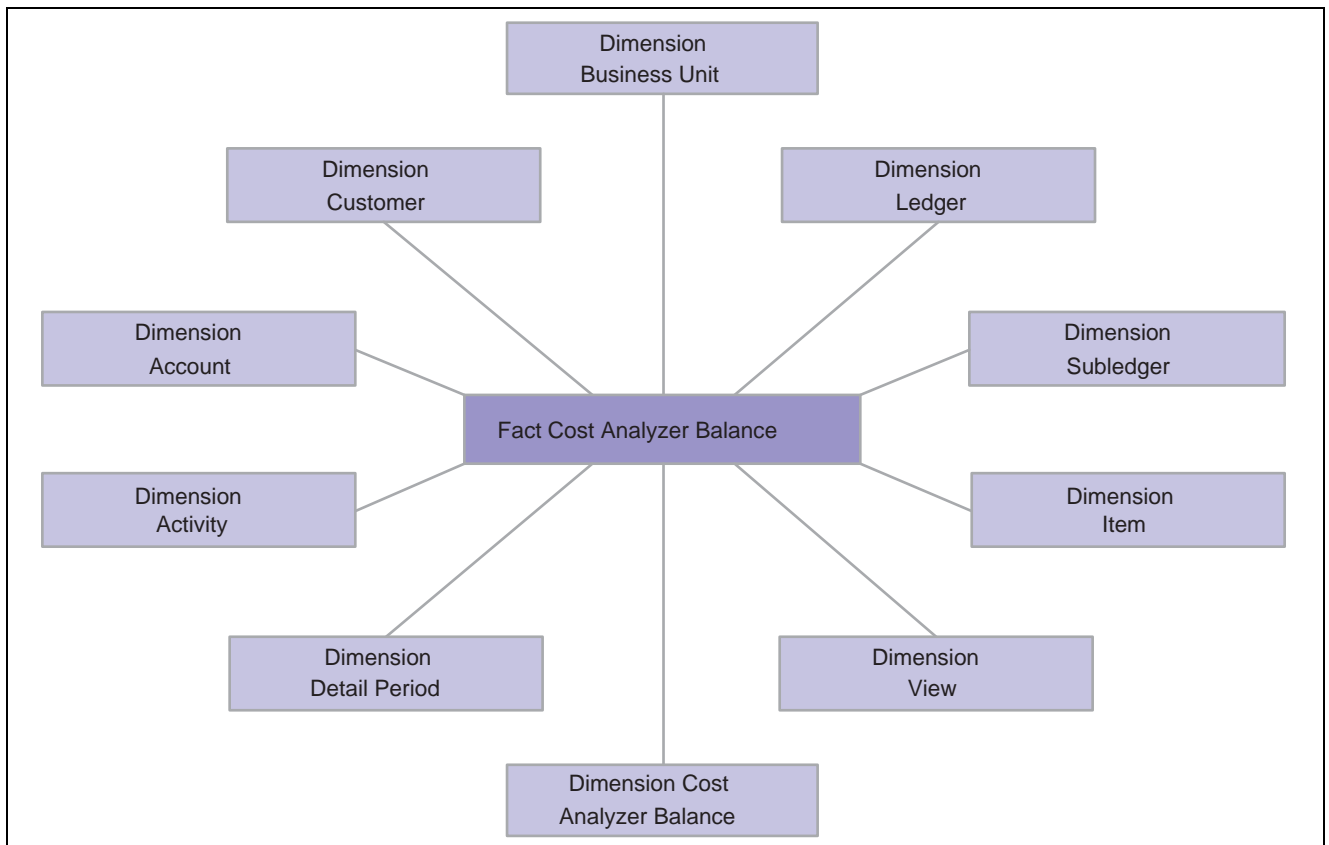 Dimension
Business Unit
Dimension
Customer
Dimension
Ledger
Dimension
Account
Dimension
Subledger
Fact Cost Analyzer Balance
Dimension
Activity
Dimension
Item
Dimension
Detail Period
Dimension
View
Dimension Cost
Analyzer Balance